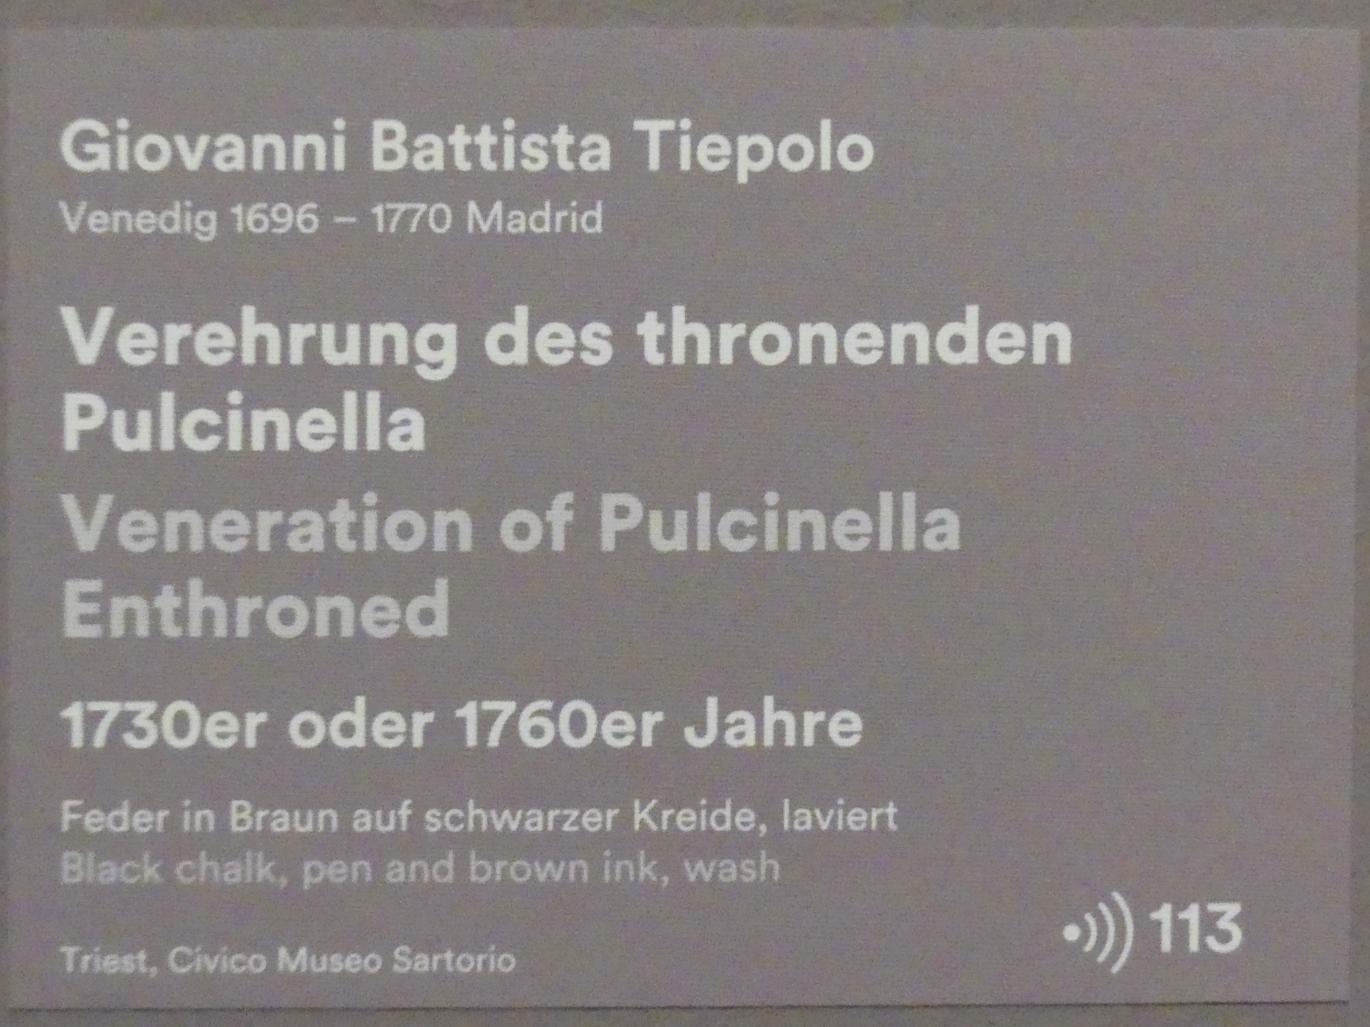 Giovanni Battista Tiepolo
Venedig 1696 – 1770 Madrid
Verehrung des thronenden
Pulcinella
Veneration of Pulcinella
Enthroned
1730er oder 1760er Jahre
Feder in Braun auf schwarzer Kreide, laviert
Black chalk, pen and brown ink, wash
Triest, Civico Museo Sartorio
113